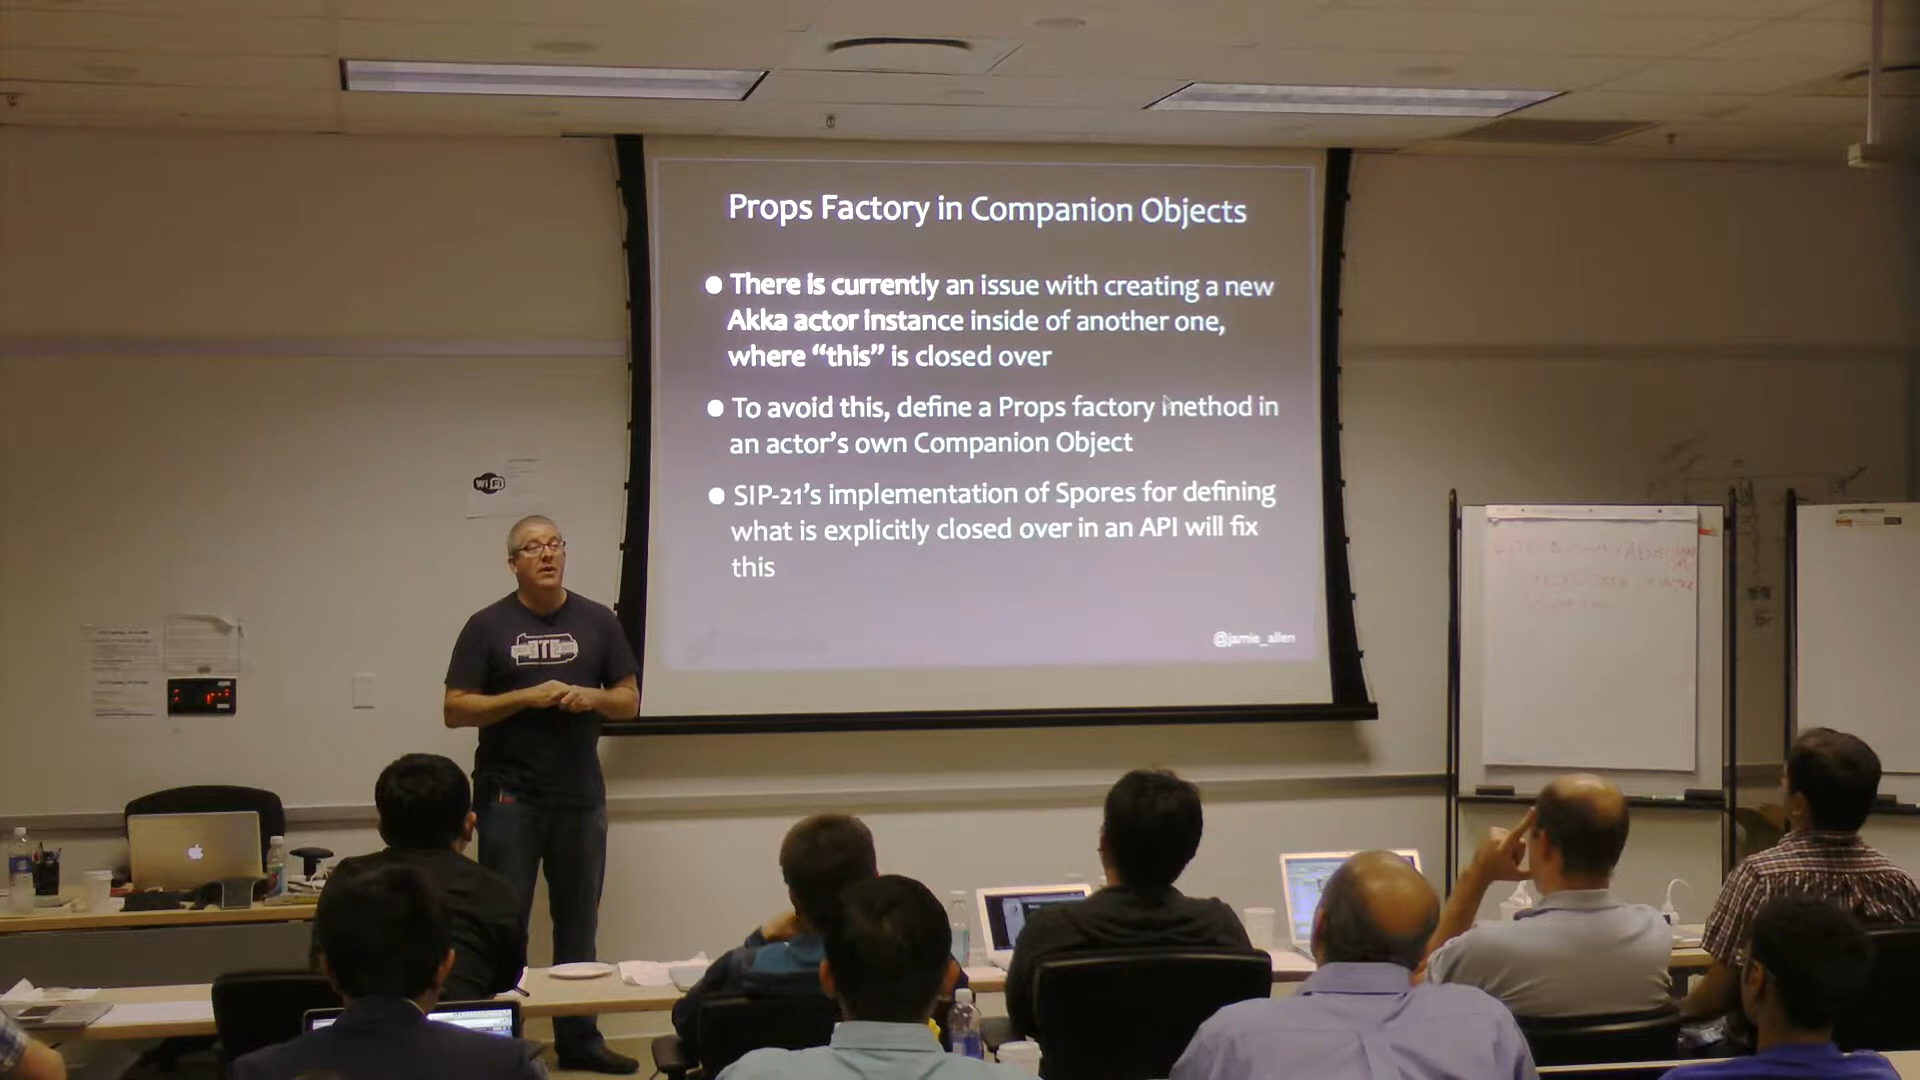 Props Factory in Companion Objects
● There is currently an issue with creating a new
Akka actor instance inside of another one,
where “this” is closed over
● To avoid this, define a Props factory method in
an actor’s own Companion Object
● SIP-21’s implementation of Spores for defining
what is explicitly closed over in an API will fix
this
@jamie_allen
Wi Fi
ETE